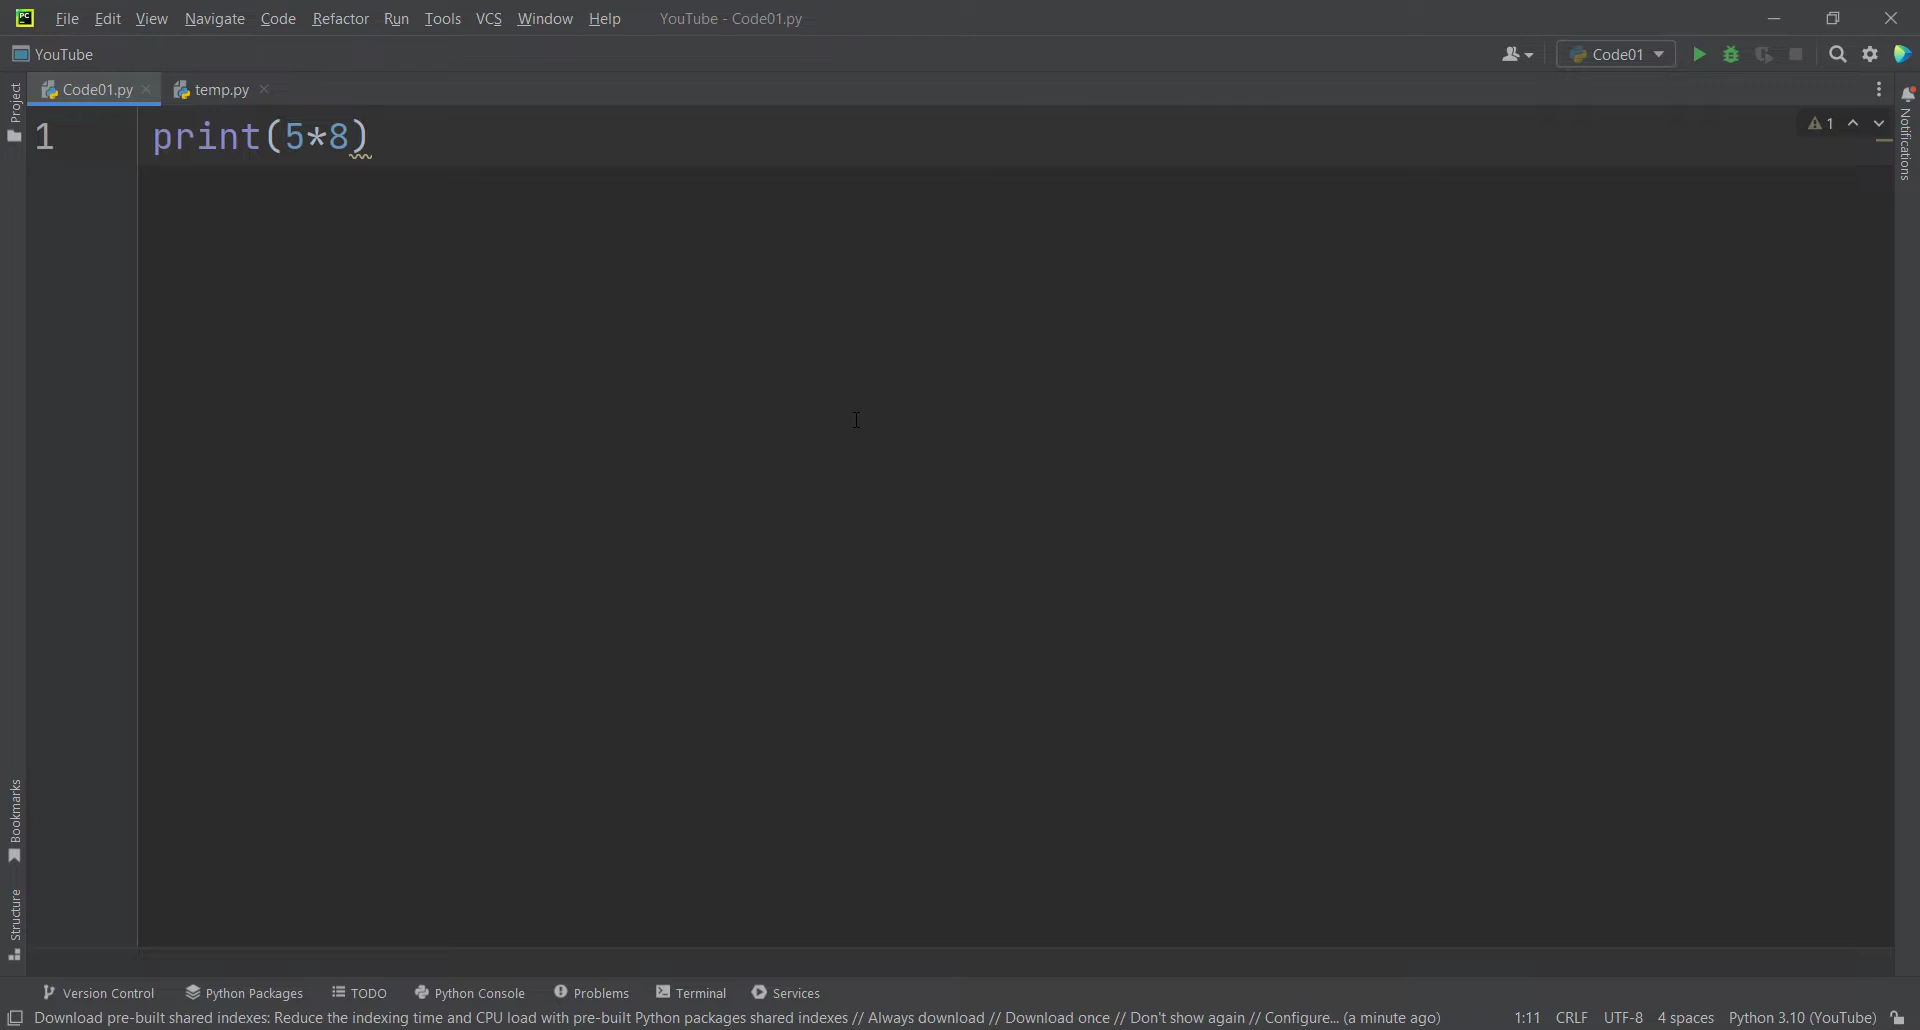 PC
File Edit View Navigate Code Refactor Run Tools VCS Window Help YouTube - Code01.py
YouTube
Code01
Code01.py temp.py
Project
1 print(5*8)
1
Notifications
Bookmarks
Structure
Version Control Python Packages TODO Python Console Problems Terminal Services
Download pre-built shared indexes: Reduce the indexing time and CPU load with pre-built Python packages shared indexes // Always download // Download once // Don't show again // Configure... (a minute ago) 1:11 CRLF UTF-8 4 spaces Python 3.10 (YouTube)